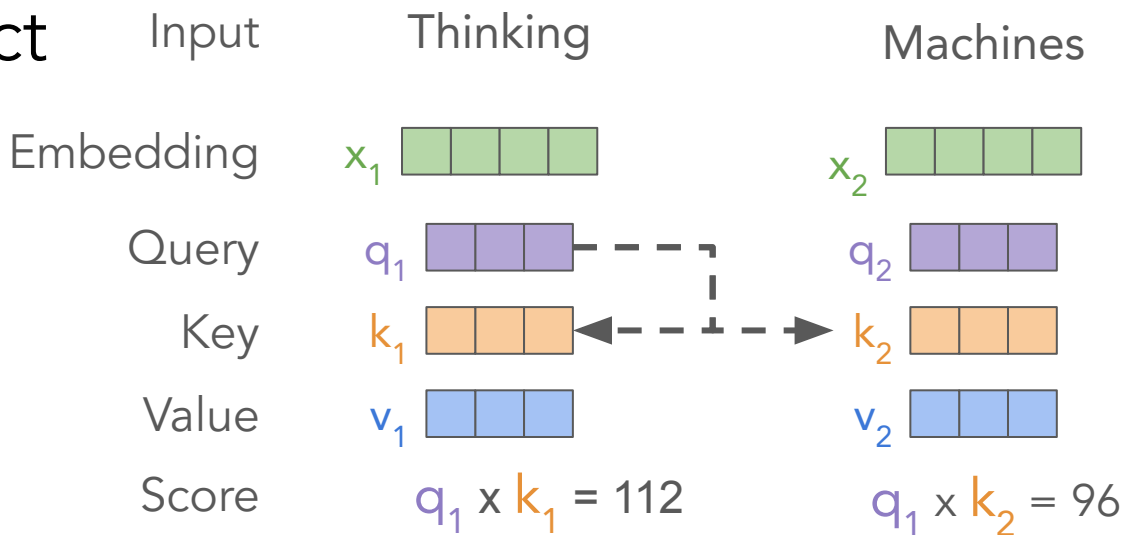 ct Input Thinking Machines
Embedding x₁ x₂
Query q₁ q₂
Key k₁ k₂
Value v₁ v₂
Score q₁ x k₁ = 112 q₁ x k₂ = 96